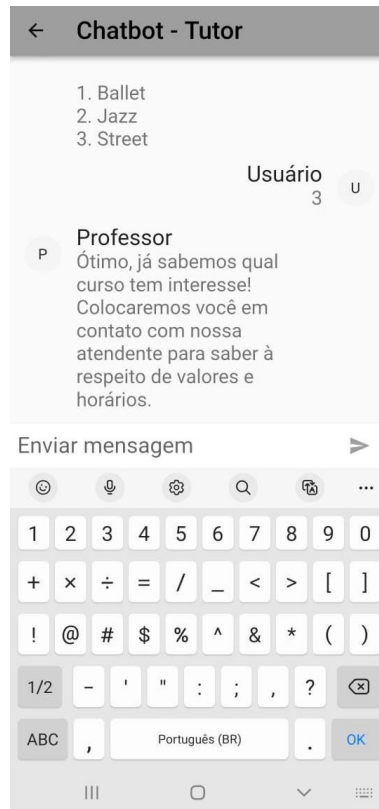 Chatbot - Tutor
1. Ballet
2. Jazz
3. Street
Usuário
3
U
P
Professor
Ótimo, já sabemos qual
curso tem interesse!
Colocaremos você em
contato com nossa
atendente para saber à
respeito de valores e
horários.
Enviar mensagem
1 2 3 4 5 6 7 8 9 0
+ × ÷ = / _ < > [ ]
! @ # $ % ^ & * ( )
1/2 - ' " : ; , ?
ABC , Português (BR) . OK